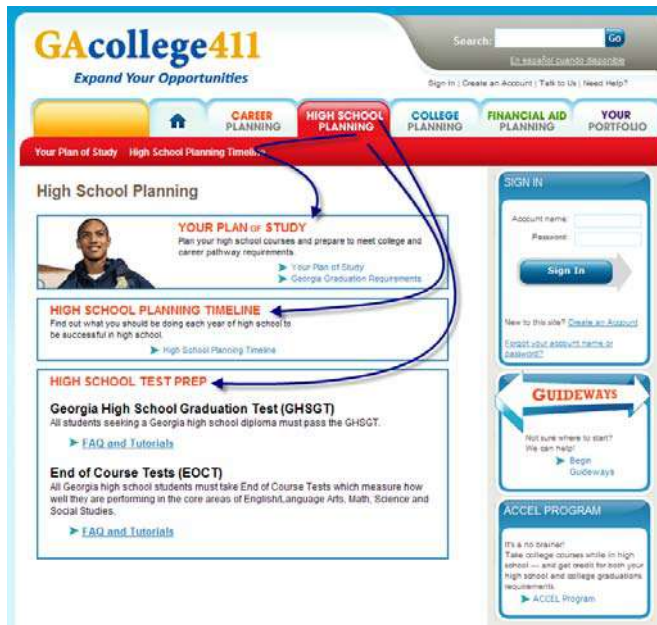 GAcollege411
Expand Your Opportunities
Search:
Go
En español cuando disponible
Sign In | Create an Account | Talk to Us | Need Help?
CAREER
PLANNING
HIGH SCHOOL
PLANNING
COLLEGE
PLANNING
FINANCIAL AID
PLANNING
YOUR
PORTFOLIO
Your Plan of Study High School Planning Timeline
High School Planning
YOUR PLAN OF STUDY
Plan your high school courses and prepare to meet college and
career pathway requirements.
Your Plan of Study
Georgia Graduation Requirements
HIGH SCHOOL PLANNING TIMELINE
Find out what you should be doing each year of high school to
be successful in high school.
High School Planning Timeline
HIGH SCHOOL TEST PREP
Georgia High School Graduation Test (GHSGT)
All students seeking a Georgia high school diploma must pass the GHSGT.
FAQ and Tutorials
End of Course Tests (EOCT)
All Georgia high school students must take End of Course Tests which measure how
well they are performing in the core areas of English/Language Arts, Math, Science and
Social Studies.
FAQ and Tutorials
SIGN IN
Account name:
Password:
Sign In
New to this site? Create an Account
Forgot your account name or
password?
GUIDEWAYS
Not sure where to start?
We can help!
Begin
Guideways
ACCEL PROGRAM
It's a no brainer!
Take college courses while in high
school — and get credit for both your
high school and college graduations
requirements.
ACCEL Program